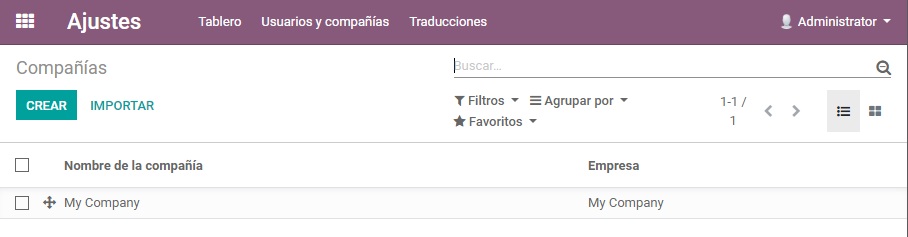 Ajustes Tablero Usuarios y compañías Traducciones Administrator
Compañías Buscar...
CREAR IMPORTAR Filtros Agrupar por 1-1 /
Favoritos 1
Nombre de la compañía Empresa
My Company My Company